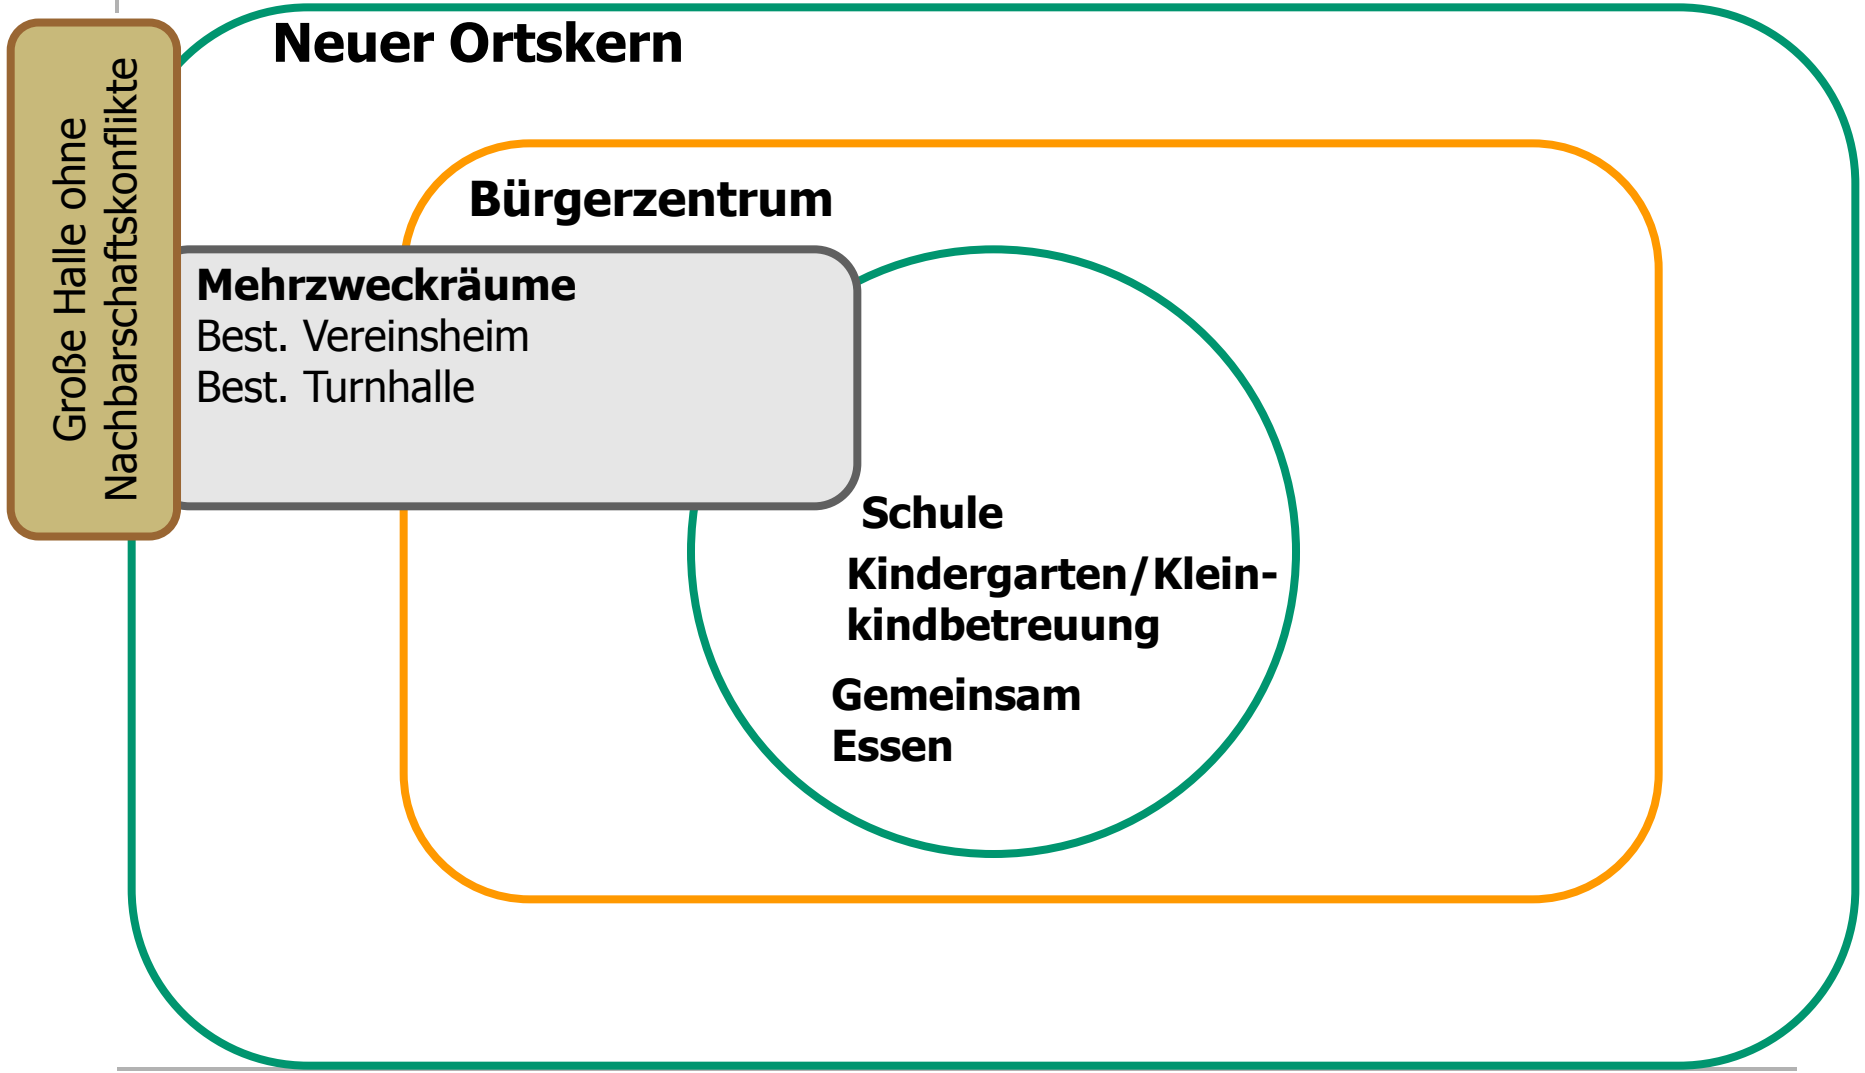 Neuer Ortskern
Große Halle ohne
Nachbarschaftskonflikte
Bürgerzentrum
Mehrzweckräume
Best. Vereinsheim
Best. Turnhalle
Schule
Kindergarten/Klein-
kindbetreuung
Gemeinsam
Essen